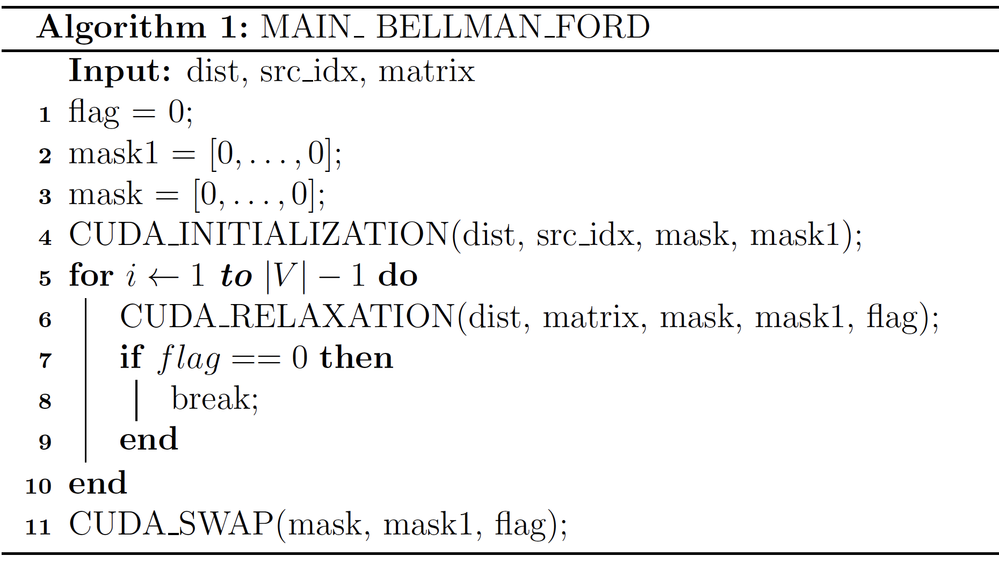 Algorithm 1: MAIN_ BELLMAN_FORD
Input: dist, src_idx, matrix
1 flag = 0;
2 mask1 = [0, . . . , 0];
3 mask = [0, . . . , 0];
4 CUDA_INITIALIZATION(dist, src_idx, mask, mask1);
5 for i ← 1 to |V| − 1 do
6 CUDA_RELAXATION(dist, matrix, mask, mask1, flag);
7 if flag == 0 then
8 break;
9 end
10 end
11 CUDA_SWAP(mask, mask1, flag);